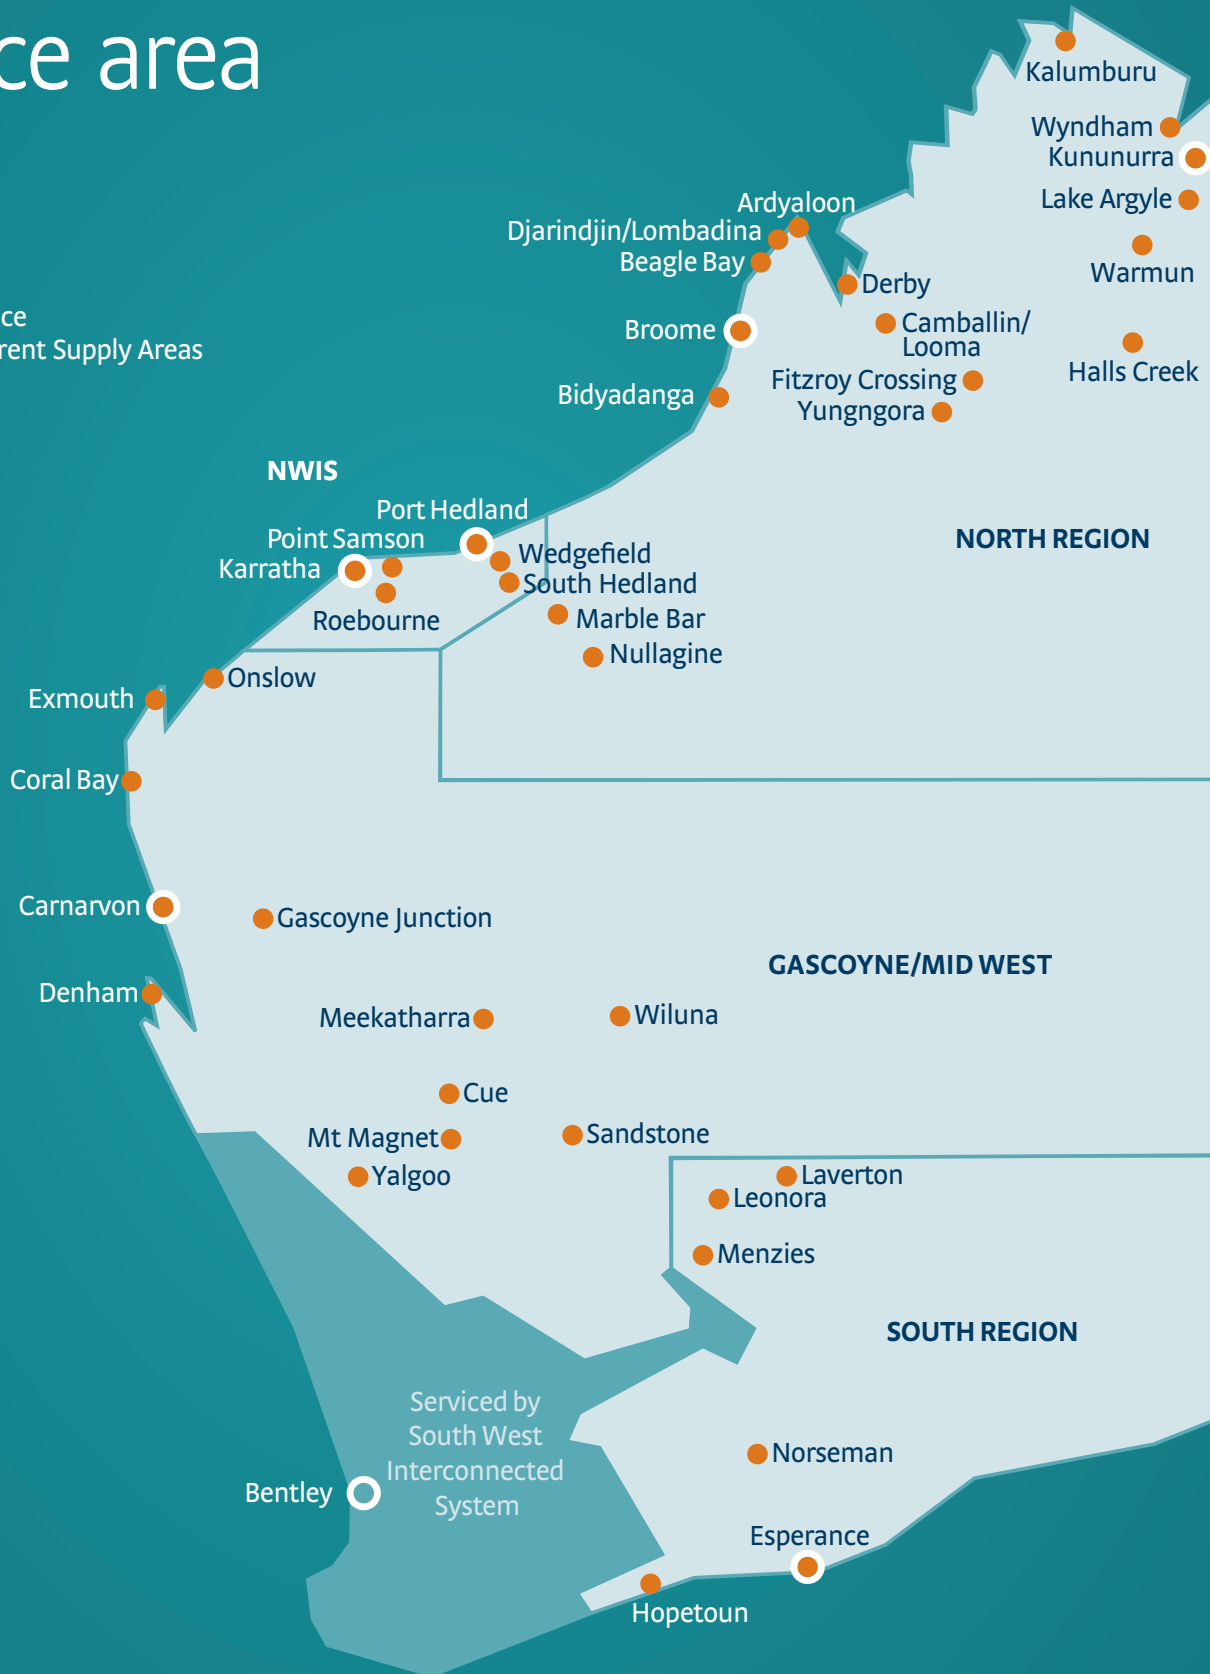 ce area
Kalumburu
Wyndham
Kununurra
Lake Argyle
Ardyaloon
Djarindjin/Lombadina
Beagle Bay
Warmun
Derby
ce
Camballin/
Looma
Broome
rent Supply Areas
Halls Creek
Fitzroy Crossing
Bidyadanga
Yungngora
NWIS
Port Hedland
Point Samson
NORTH REGION
Wedgefield
Karratha
South Hedland
Roebourne
Marble Bar
Nullagine
Onslow
Exmouth
Coral Bay
Carnarvon
Gascoyne Junction
GASCOYNE/MID WEST
Denham
Meekatharra
Wiluna
Cue
Mt Magnet
Sandstone
Yalgoo
Laverton
Leonora
Menzies
SOUTH REGION
Serviced by
South West
Interconnected
System
Norseman
Bentley
Esperance
Hopetoun